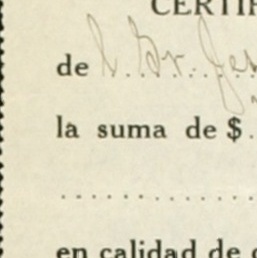 CERTIF
de
la suma de $
en calidad de